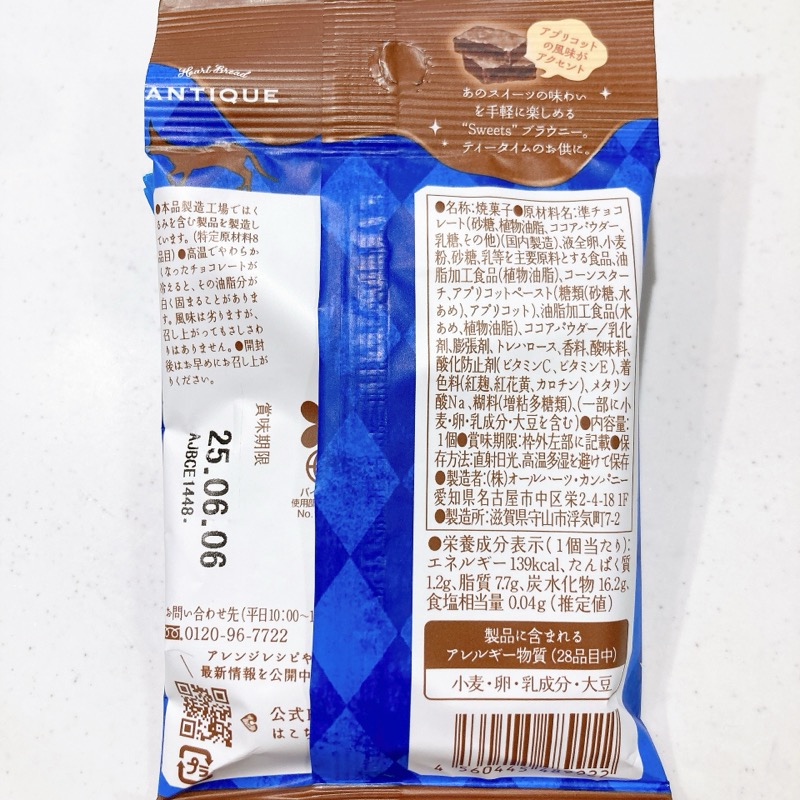 Heart Bread
ANTIQUE
アプリコット
の風味が
アクセント
あのスイーツの味わい
を手軽に楽しめる
"Sweets" ブラウニー。
ティータイムのお供に。
●本品製造工場ではく
るみを含む製品を製造し
ています。(特定原材料8
品目)●高温でやわらか
くなったチョコレートが
冷えると、その油脂分が
白く固まることがありま
す。風味は劣りますが、
召し上がってもさしさわ
りはありません。●開封
後はお早めにお召し上が
りください。
賞味期限
25.06.06
AJBCE1448
バイ
使用部
No.
お問い合わせ先(平日10:00~1
0120-96-7722
アレンジレシピや
最新情報を公開中
公式
はこち
プラ
●名称:焼菓子●原材料名:準チョコ
レート(砂糖、植物油脂、ココアパウダー、
乳糖、その他)(国内製造)、液全卵、小麦
粉、砂糖、乳等を主要原料とする食品、油
脂加工食品(植物油脂)、コーンスター
チ、アプリコットペースト(糖類(砂糖、水
あめ)、アプリコット)、油脂加工食品(水
あめ、植物油脂)、ココアパウダー/乳化
剤、膨張剤、トレハロース、香料、酸味料、
酸化防止剤(ビタミンC、ビタミンE)、着
色料(紅麹、紅花黄、カロチン)、メタリン
酸Na、糊料(増粘多糖類)、(一部に小
麦・卵・乳成分・大豆を含む)●内容量:
1個●賞味期限:枠外左部に記載●保
存方法:直射日光、高温多湿を避けて保存
●製造者:(株)オールハーツ・カンパニー
愛知県名古屋市中区栄2-4-18 1F
●製造所:滋賀県守山市浮気町7-2
●栄養成分表示(1個当たり):
エネルギー139kcal、たんぱく質
1.2g、脂質 7.7g、炭水化物 16.2g、
食塩相当量 0.04g (推定値)
製品に含まれる
アレルギー物質(28品目中)
小麦・卵・乳成分・大豆